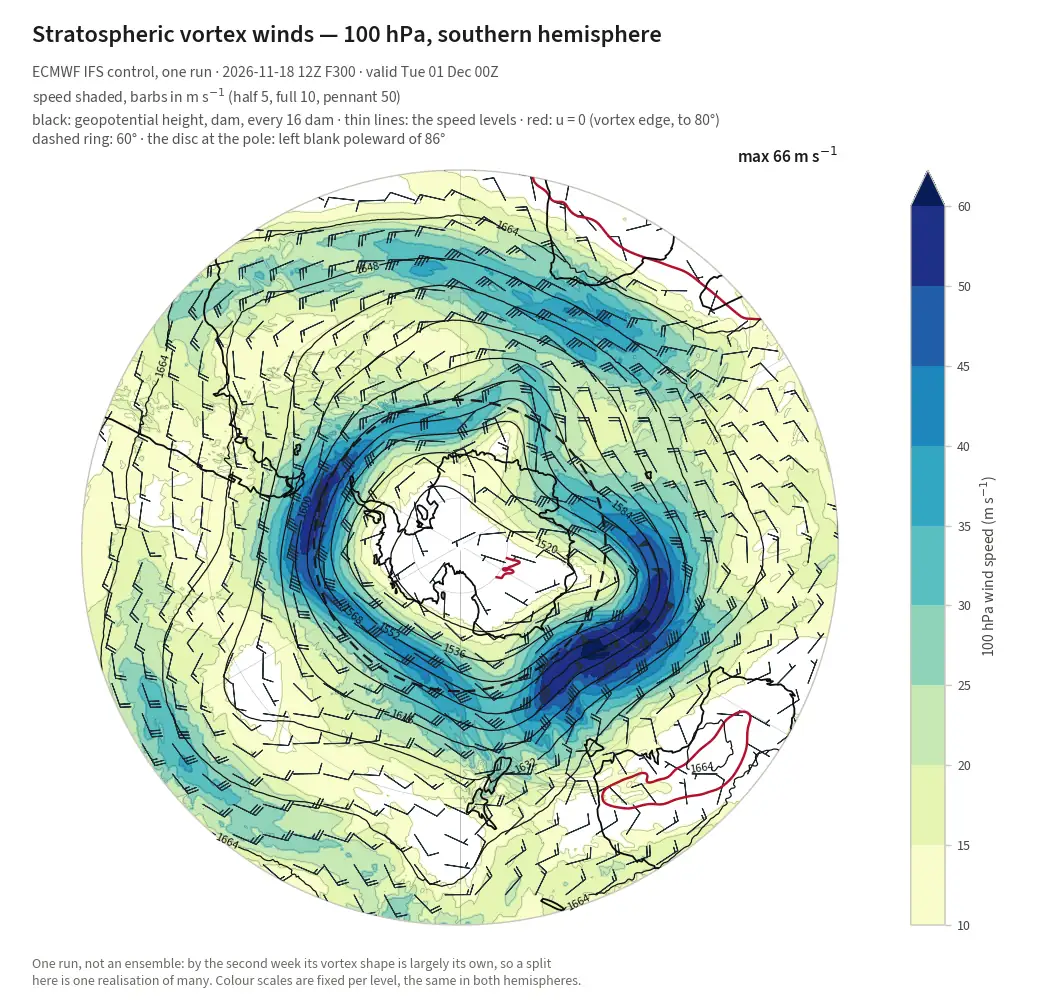 Stratospheric vortex winds — 100 hPa, southern hemisphere
ECMWF IFS control, one run · 2026-11-18 12Z F300 · valid Tue 01 Dec 00Z
speed shaded, barbs in m s⁻¹ (half 5, full 10, pennant 50)
black: geopotential height, dam, every 16 dam · thin lines: the speed levels · red: u = 0 (vortex edge, to 80°)
dashed ring: 60° · the disc at the pole: left blank poleward of 86°
max 66 m s⁻¹
60
50
45
40
35
30
25
20
15
10
100 hPa wind speed (m s⁻¹)
1664
1648
1664
1600
1584
1520
1568
1552
1536
1664
1664
1664
One run, not an ensemble: by the second week its vortex shape is largely its own, so a split
here is one realisation of many. Colour scales are fixed per level, the same in both hemispheres.